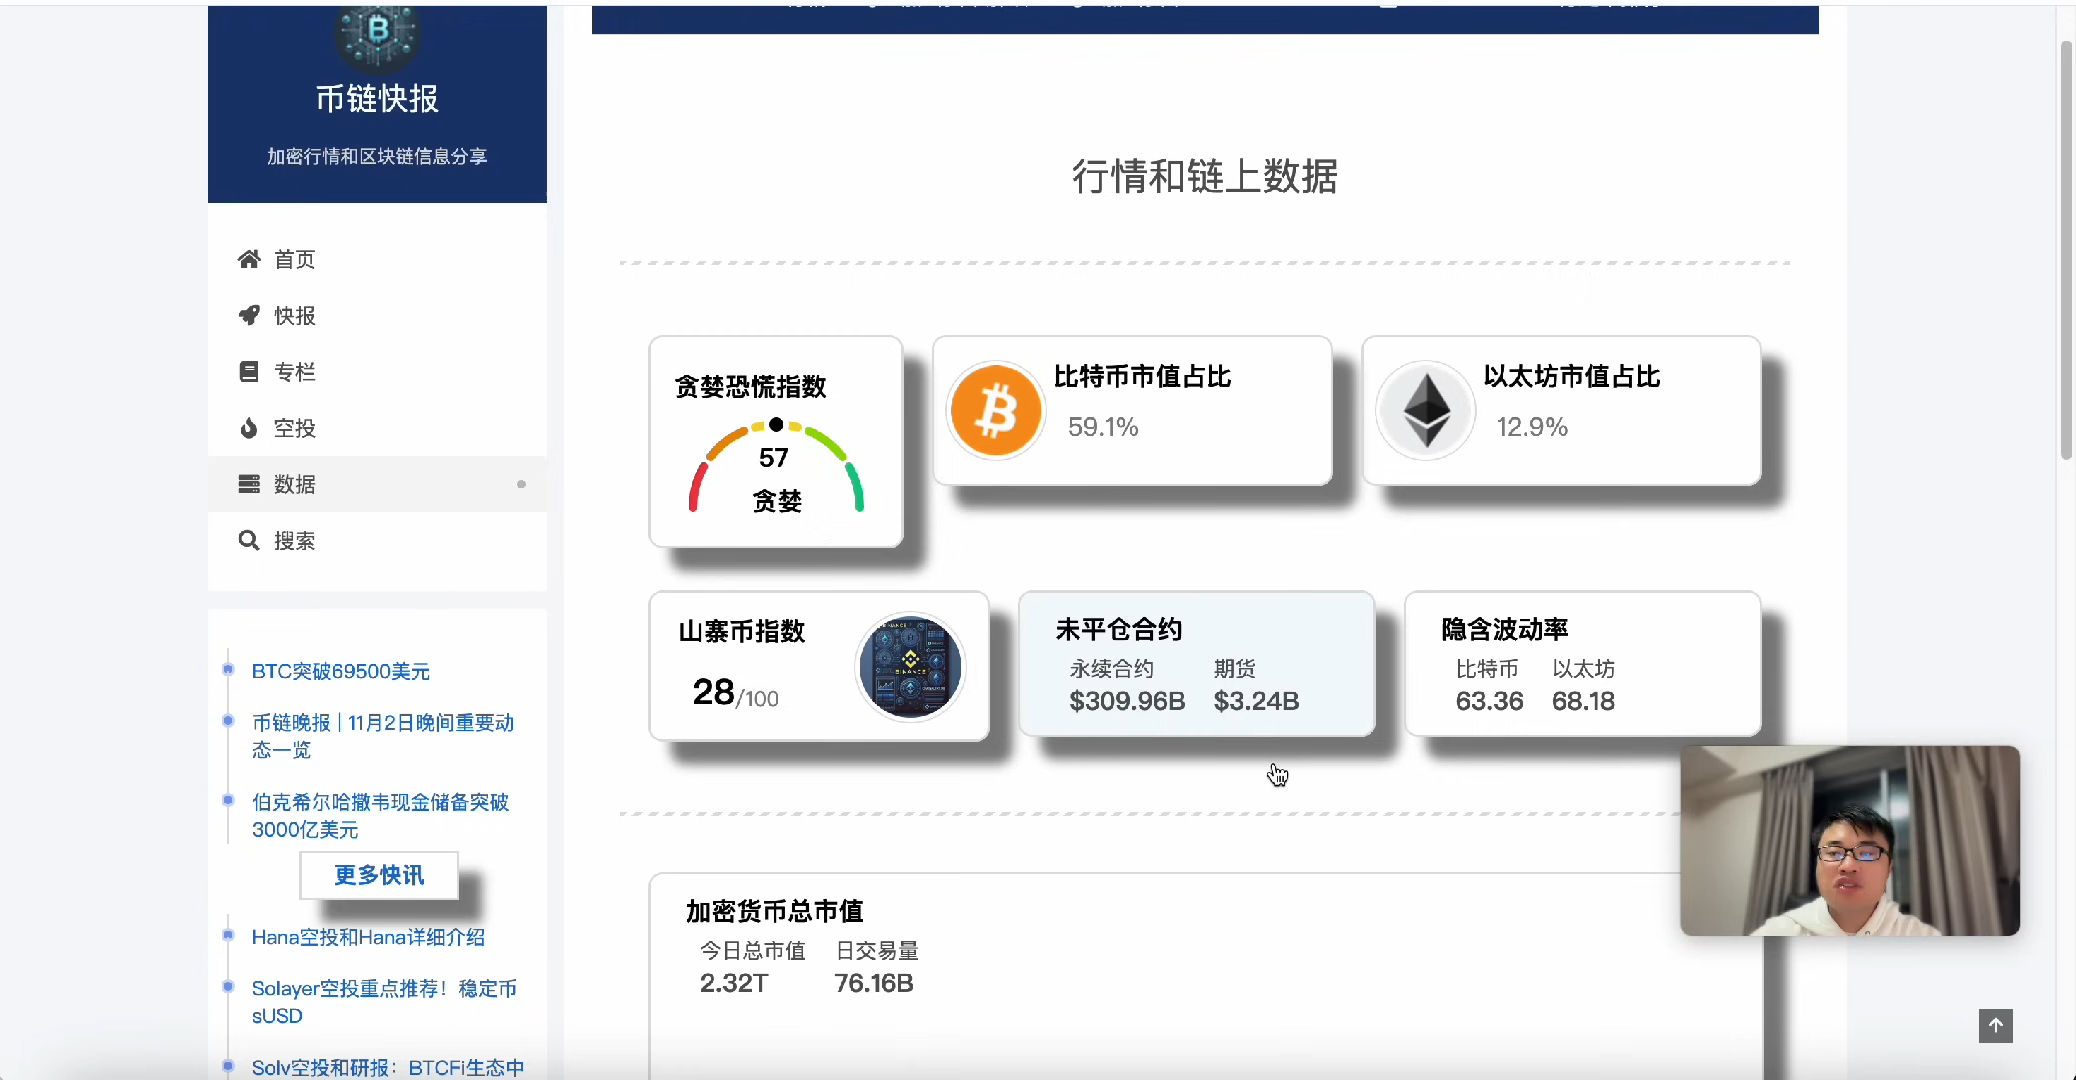 币链快报
加密行情和区块链信息分享
首页
快报
专栏
空投
数据
搜索
BTC突破69500美元
币链晚报 | 11月2日晚间重要动
态一览
伯克希尔哈撒韦现金储备突破
3000亿美元
更多快讯
Hana空投和Hana详细介绍
Solayer空投重点推荐！稳定币
sUSD
Solv空投和研报：BTCFi生态中
行情和链上数据
贪婪恐慌指数
57
贪婪
比特币市值占比
59.1%
以太坊市值占比
12.9%
山寨币指数
28/100
未平仓合约
永续合约 期货
$309.96B $3.24B
隐含波动率
比特币 以太坊
63.36 68.18
加密货币总市值
今日总市值 日交易量
2.32T 76.16B